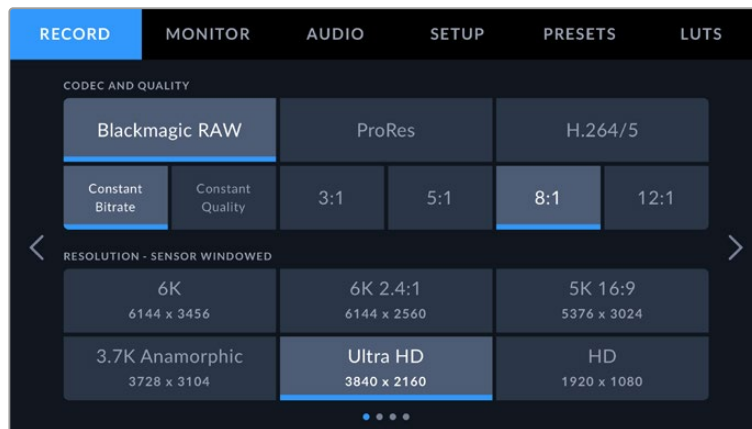 RECORD MONITOR AUDIO SETUP PRESETS LUTS
CODEC AND QUALITY
Blackmagic RAW ProRes H.264/5
Constant Bitrate Constant Quality 3:1 5:1 8:1 12:1
RESOLUTION - SENSOR WINDOWED
6K 6K 2.4:1 5K 16:9
6144 x 3456 6144 x 2560 5376 x 3024
3.7K Anamorphic Ultra HD HD
3728 x 3104 3840 x 2160 1920 x 1080